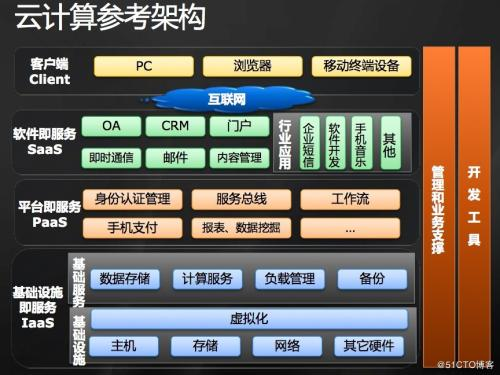 云计算参考架构
客户端
Client
PC
浏览器
移动终端设备
互联网
软件即服务
SaaS
OA
CRM
门户
即时通信
邮件
内容管理
行业应用
企业短信
软件开发
手机音乐
其他
平台即服务
PaaS
身份认证管理
服务总线
工作流
手机支付
报表、数据挖掘
...
基础设施
即服务
IaaS
基础服务
数据存储
计算服务
负载管理
备份
基础设施
虚拟化
主机
存储
网络
其它硬件
管理和业务支撑
开发工具
@51CTO博客